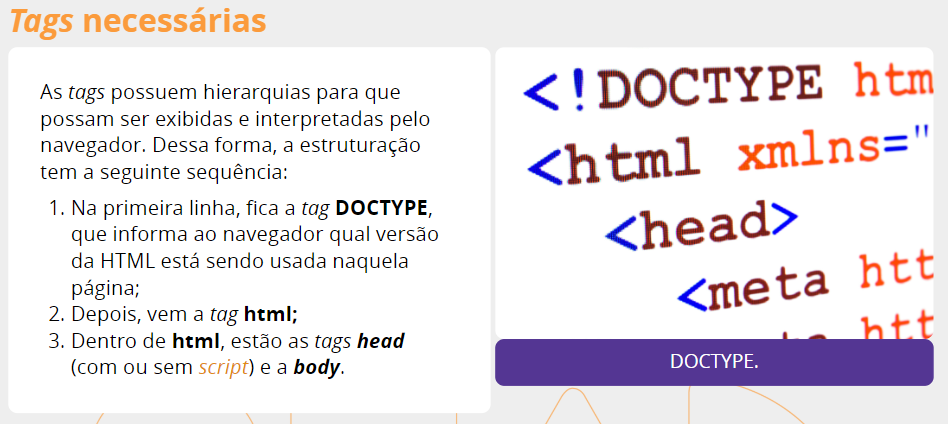 Tags necessárias
As tags possuem hierarquias para que
possam ser exibidas e interpretadas pelo
navegador. Dessa forma, a estruturação
tem a seguinte sequência:
1. Na primeira linha, fica a tag DOCTYPE,
que informa ao navegador qual versão
da HTML está sendo usada naquela
página;
2. Depois, vem a tag html;
3. Dentro de html, estão as tags head
(com ou sem script) e a body.
<!DOCTYPE htm
<html xmlns="
<head>
<meta htt
htt
DOCTYPE.